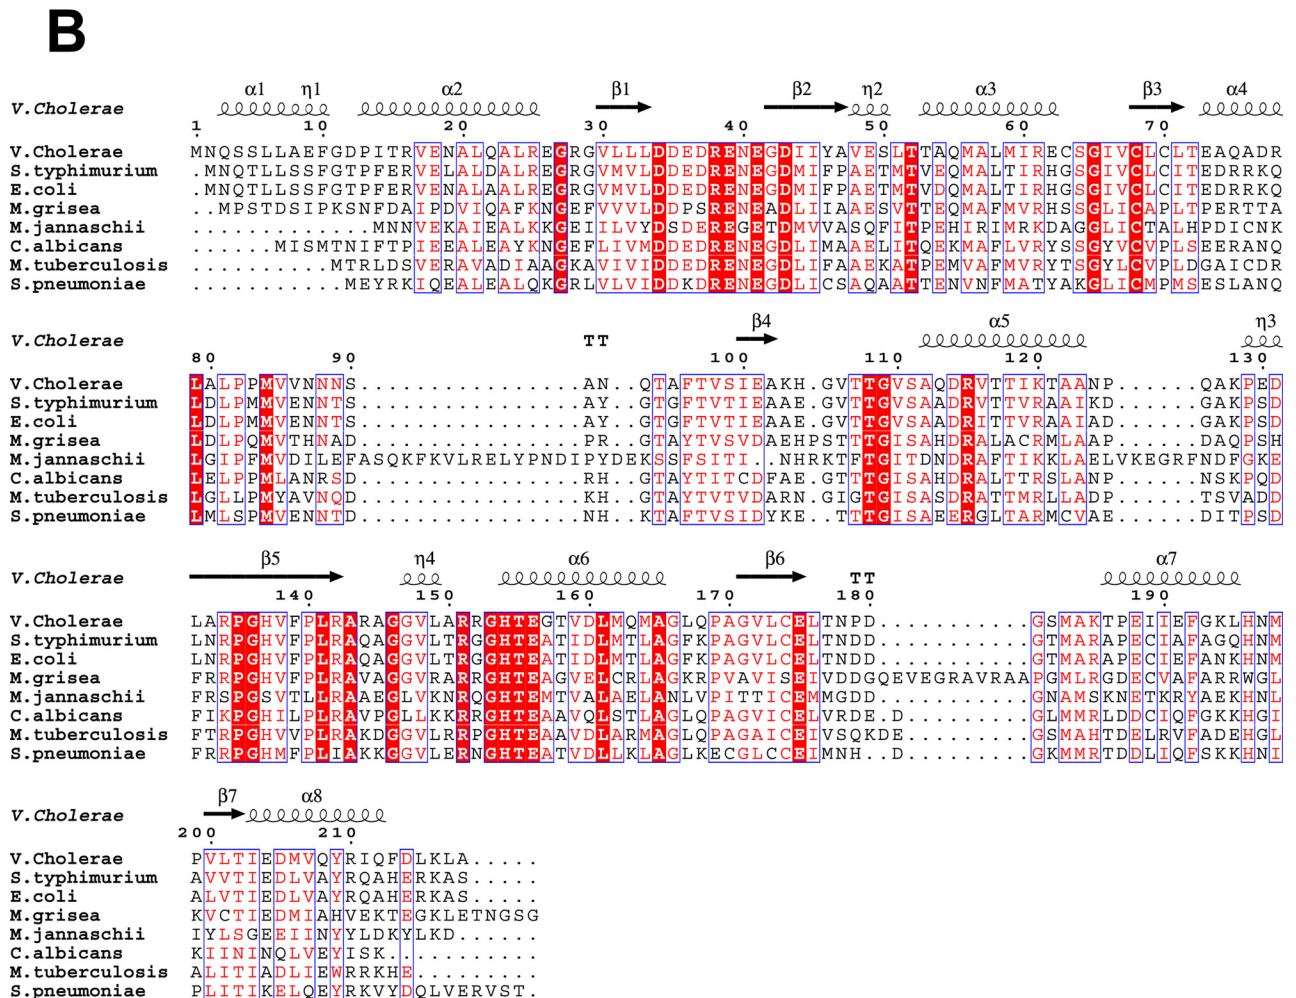 B
α1 η1 α2 β1 β2 η2 α3 β3 α4
V.Cholerae
1 10 20 30 40 50 60 70
V.Cholerae MNQSSLLAEFGDPITRVENALQALREGRGVLLLDDEDRENEGDIIYAVESLTTAQMALMIRECSGIVCLCLTEAQADR
S.typhimurium .MNQTLLSSFGTPFERVELALDALREGRGVMVLDDEDRENEGDMIFPAETMTVEQMALTIRHGSGIVCLCITEDRRKQ
E.coli .MNQTLLSSFGTPFERVENALAALREGRGVMVLDDEDRENEGDMIFPAETMTVEQMALTIRHGSGIVCLCITEDRRKQ
M.grisea ..MPSTDSIPKSNFDAIPDVIQAFKNGEFVVVLDDPSRENEADLIIAAESVTTEQMAFMVRHSSGLICAPLTPERTTA
M.jannaschii .............MNNVEKAIEALKKGEIILVYDSDEREGETDMVVASQFITPEHIRIMRKDAGGLICTALHPDICNK
C.albicans ......MISMTNIFTPIEEALEAYKNGEFLIVMDDEDRENEGDLIMAAELITQEKMAFLVRYSSGYVCVPLSEERANQ
M.tuberculosis ..........MTRLDSVERAVADIAAGKAVIVIDDEDRENEGDLIFAAEKATPEMVAFMVRYTSGYLCVPLDGAICDR
S.pneumoniae ...........MEYRKIQEALEALQKGRLVLVIDDKDRENEGDLICSAQAATTENVNFMATYAKGLICMPMSESLANQ
TT β4 α5 η3
V.Cholerae
80 90 100 110 120 130
V.Cholerae LALPPMVVNNNS................AN..QTAFTVSIEAKH.GVTTGVSAQDRVTTIKTAANP......QAKPED
S.typhimurium LDLPMMVENNTS................AY..GTGFTVTIEAAE.GVTTGVSAADRVTTVRAAIKD......GAKPSD
E.coli LDLPMMVENNTS................AY..GTGFTVTIEAAE.GVTTGVSAADRITTVRAAIKD......GAKPSD
M.grisea LDLPQMVTHNAD................PR..GTAYTVSVDAEHPSTTTGISAHDRALACRMLAAP......DAQPSH
M.jannaschii LGIPFMVDILEFASQKFKVLRELYPNDIPYDEKSSFSITI..NHRKTFTGITDNDRAFTIKKLAELVKEGRFNDFGKE
C.albicans LELPPMLANRSD................RH..GTAYTITCDFAE.GTTTGISAHDRALTTRSLANP......NSKPQD
M.tuberculosis LGLLPMYAVNQD................KH..GTAYTVTVDARN.GIGTGISASDRATTMRLLADP......TSVADD
S.pneumoniae LMLSPMVENNTD................NH..KTAFTVSIDYKE..TTTGISAEERGLTARMCVAE......DITPSD
β5 η4 α6 β6 TT α7
V.Cholerae
140 150 160 170 180 190
V.Cholerae LARPGHVFPLRARAGGVLARRGHTEGTVDLMQMAGLQPAGVLCELTNPD...........GSMAKTPEIIEFGKLHNM
S.typhimurium LNRPGHVFPLRAQAGGVLTRGGHTEATIDLMTLAGFKPAGVLCELTNDD...........GTMARAPECIAFAGQHNM
E.coli LNRPGHVFPLRAQAGGVLTRGGHTEATIDLMTLAGFKPAGVLCELTNDD...........GTMARAPECIEFANKHNM
M.grisea FRRPGHVFPLRAVAGGVRARRGHTEAGVELCRLAGKRPVAVISEIVDDGQEVEGRAVRAAPGMLRGDECVAFARRWGL
M.jannaschii FRSPGSVTLLRAAEGLVKNRQGHTEMTVALAELANLVPITTICEMMGDD...........GNAMSKNETKRYAEKHNL
C.albicans FIKPGHILPLRAVPGLLKKRRGHTEAAVQLSTLAGLQPAGVICELVRDE.D.........GLMMRLDDCIQFGKKHGI
M.tuberculosis FTRPGHVVPLRAKDGGVLRRPGHTEAAVDLARMAGLQPAGAICEIVSQKDE.........GSMAHTDELRVFADEHGL
S.pneumoniae FRRPGHMFPLIAKKGGVLERNGHTEATVDLLRLAGLKECGLCCEIMNH..D.........GKMMRTDDLIQFSKKHNI
β7 α8
V.Cholerae
200 210
V.Cholerae PVLTIEDMVQYRIQFDLKLA.....
S.typhimurium AVVTIEDLVAYRQAHERKAS.....
E.coli ALVTIEDLVAYRQAHERKAS.....
M.grisea KVCTIEDMIAHVEKTEGKLETNGSG
M.jannaschii IYLSGEEIINYYLDKYLKD......
C.albicans KIININQLVEYISK...........
M.tuberculosis ALITIADLIEWRRKHE.........
S.pneumoniae PLITIKELQEYRKVYDQLVERVST.